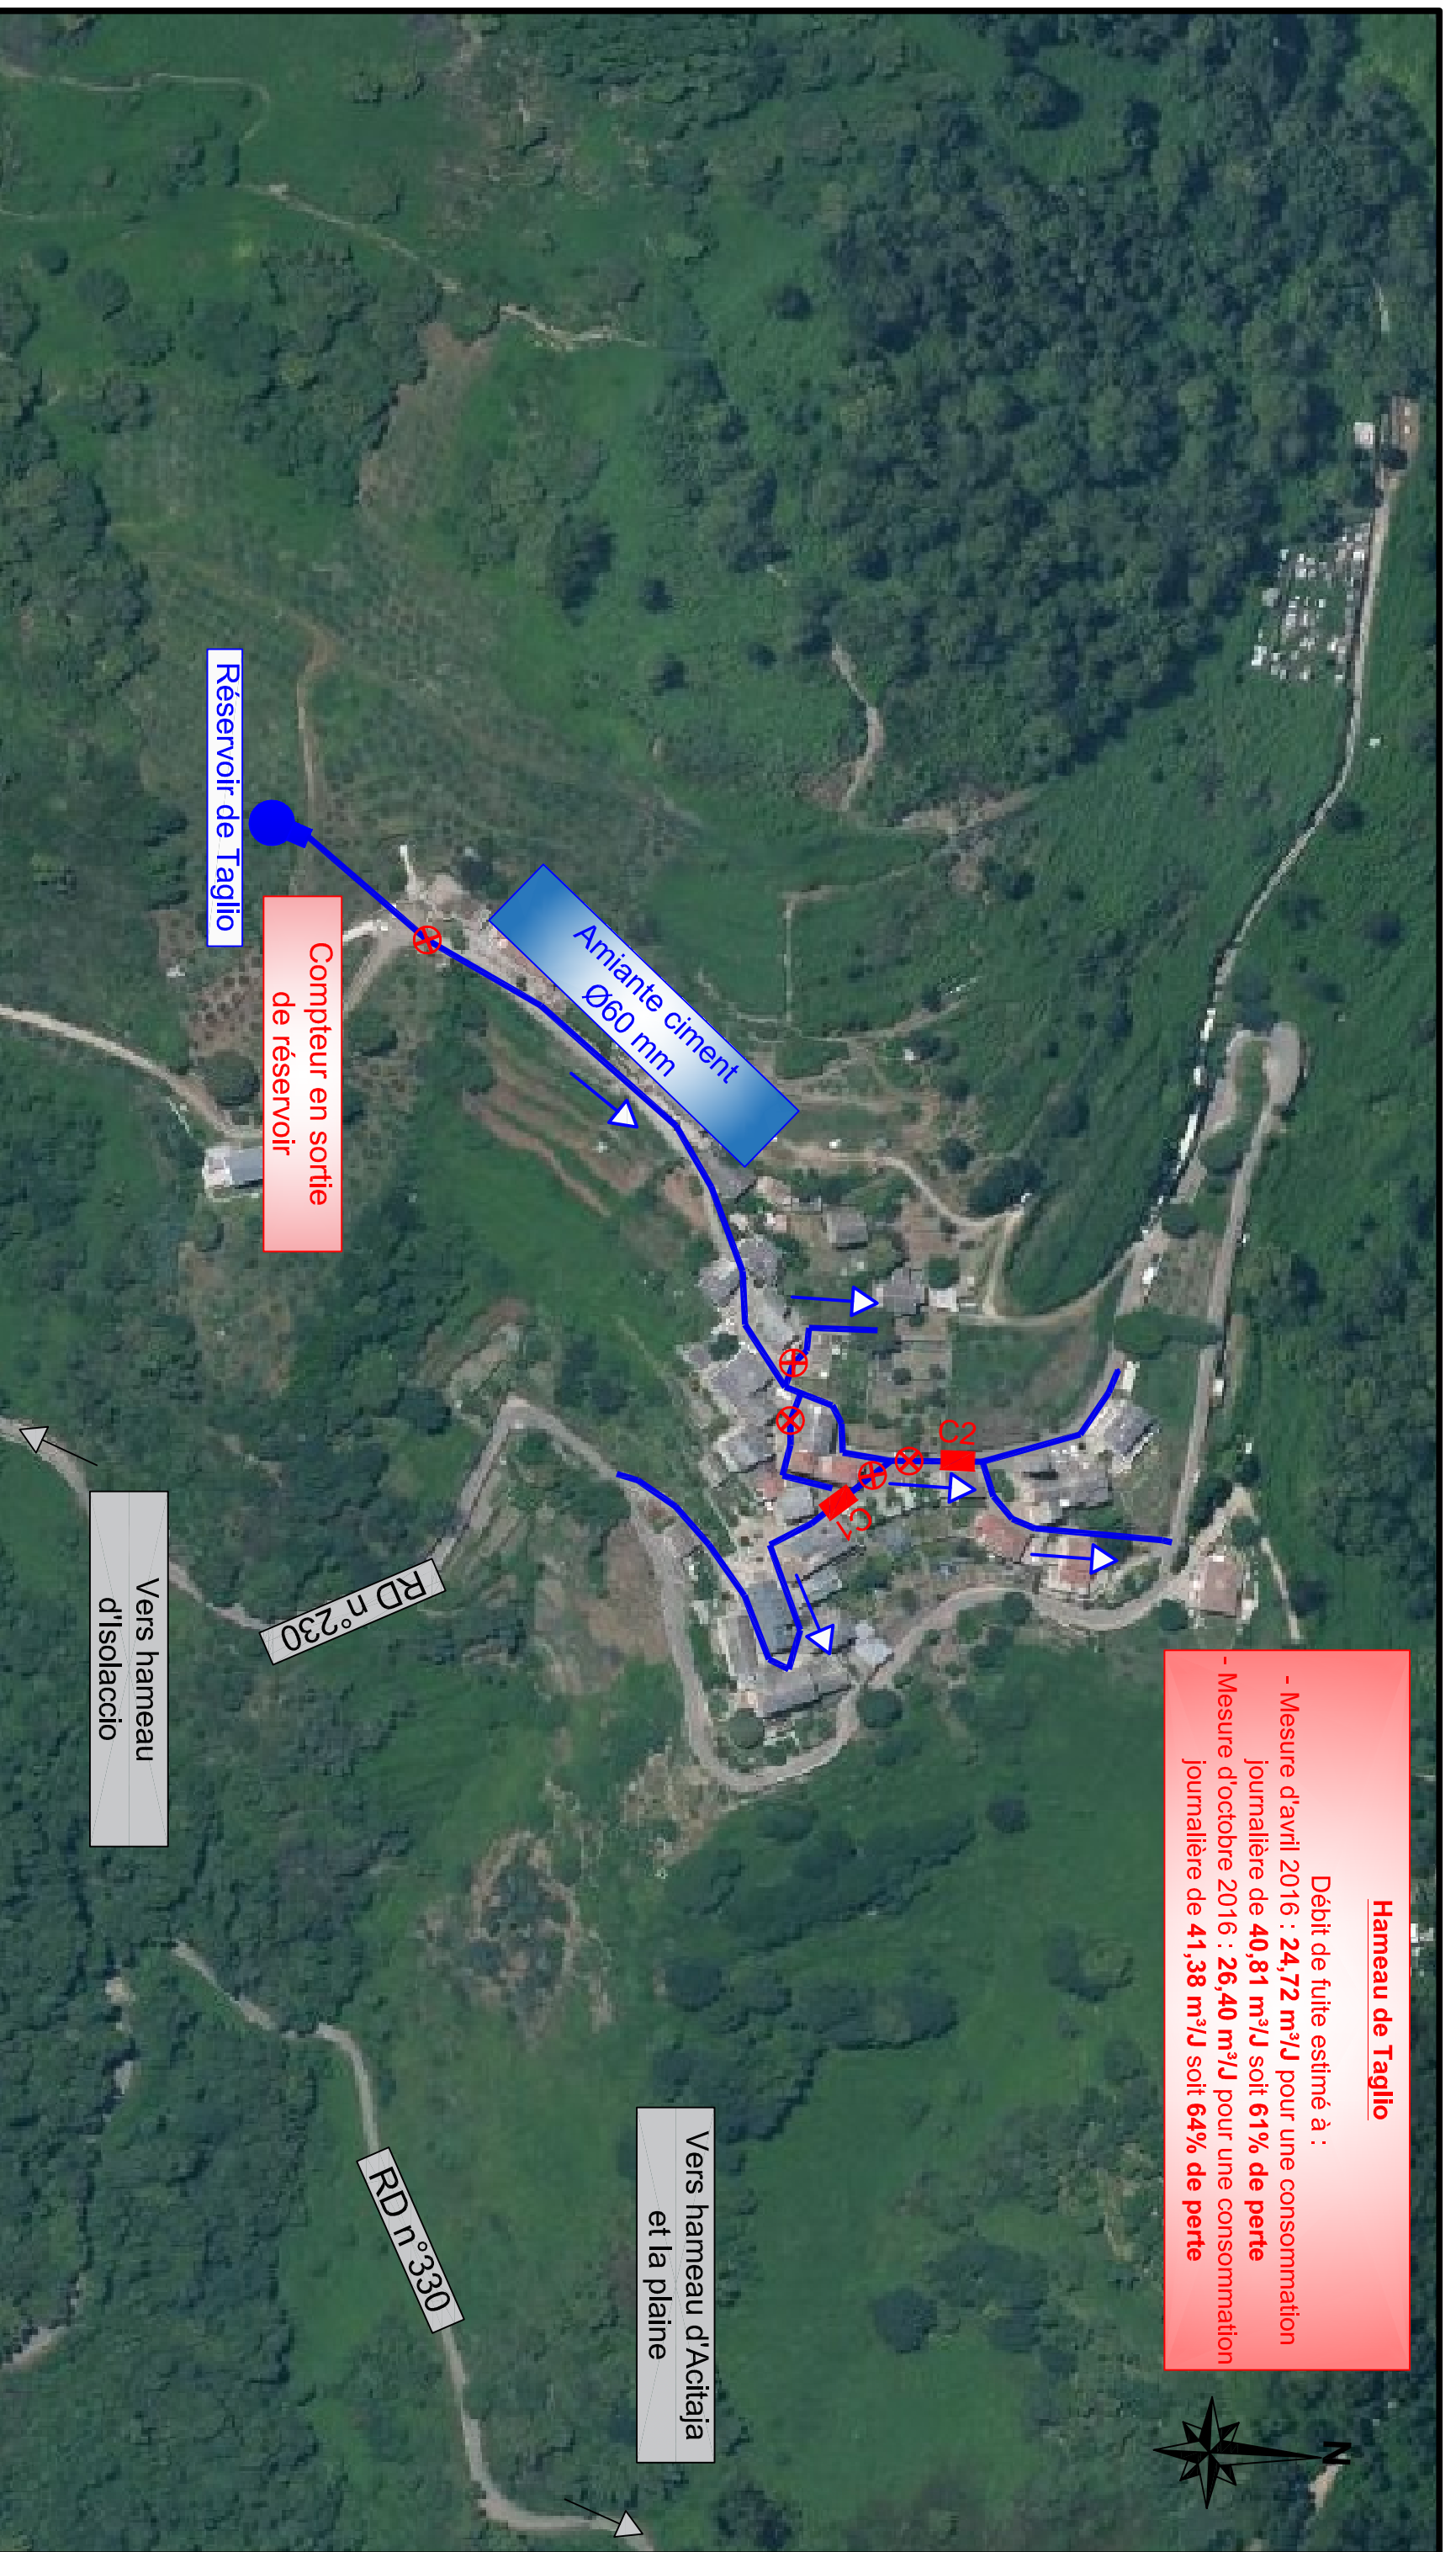 Hameau de Taglio
Débit de fuite estimé à :
- Mesure d'avril 2016 : 24,72 m³/J pour une consommation
journalière de 40,81 m³/J soit 61% de perte
- Mesure d'octobre 2016 : 26,40 m³/J pour une consommation
journalière de 41,38 m³/J soit 64% de perte
N
C2
C1
Amiante ciment
Ø60 mm
Vers hameau d'Acitaja
et la plaine
RD n°330
RD n°230
Compteur en sortie
de réservoir
Réservoir de Taglio
Vers hameau
d'Isolaccio